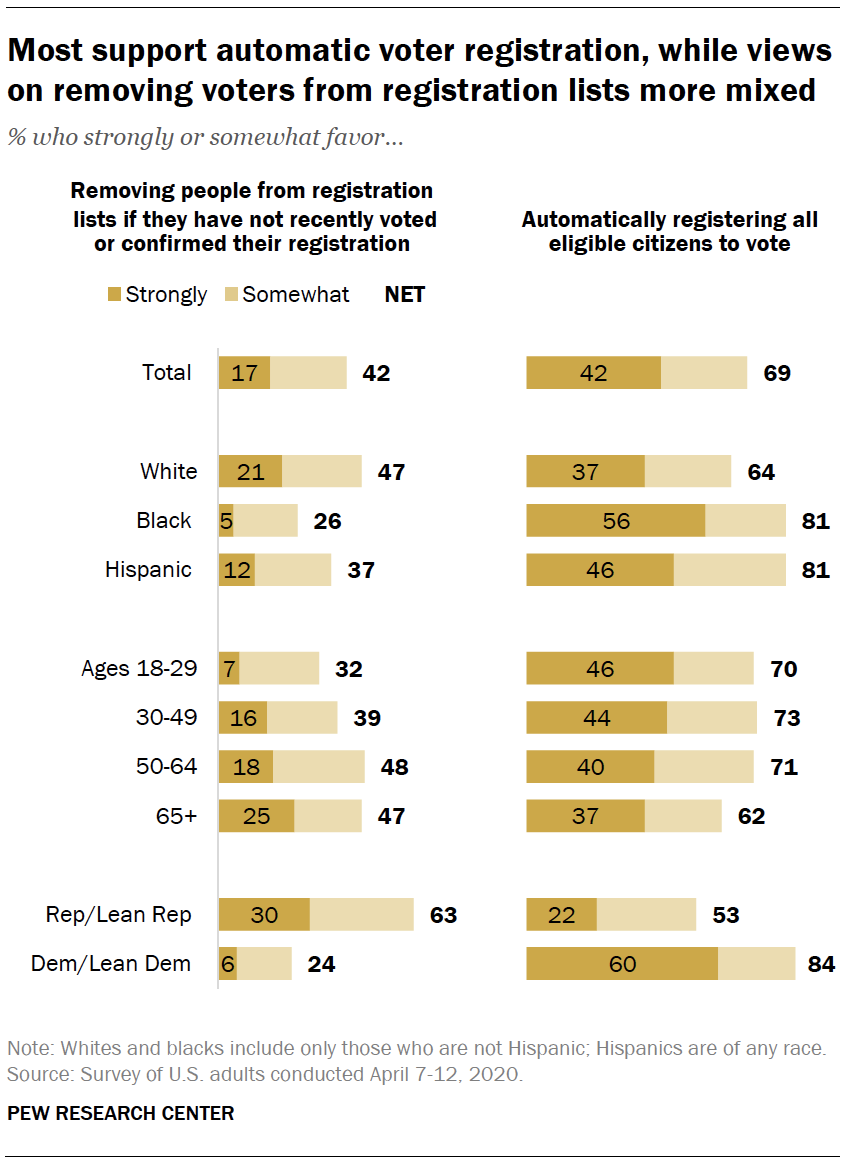 Most support automatic voter registration, while views
on removing voters from registration lists more mixed
% who strongly or somewhat favor...
Removing people from registration
lists if they have not recently voted
or confirmed their registration
Automatically registering all
eligible citizens to vote
Strongly Somewhat NET
Total 17 42 42 69
White 21 47 37 64
Black 5 26 56 81
Hispanic 12 37 46 81
Ages 18-29 7 32 46 70
30-49 16 39 44 73
50-64 18 48 40 71
65+ 25 47 37 62
Rep/Lean Rep 30 63 22 53
Dem/Lean Dem 6 24 60 84
Note: Whites and blacks include only those who are not Hispanic; Hispanics are of any race.
Source: Survey of U.S. adults conducted April 7-12, 2020.
PEW RESEARCH CENTER